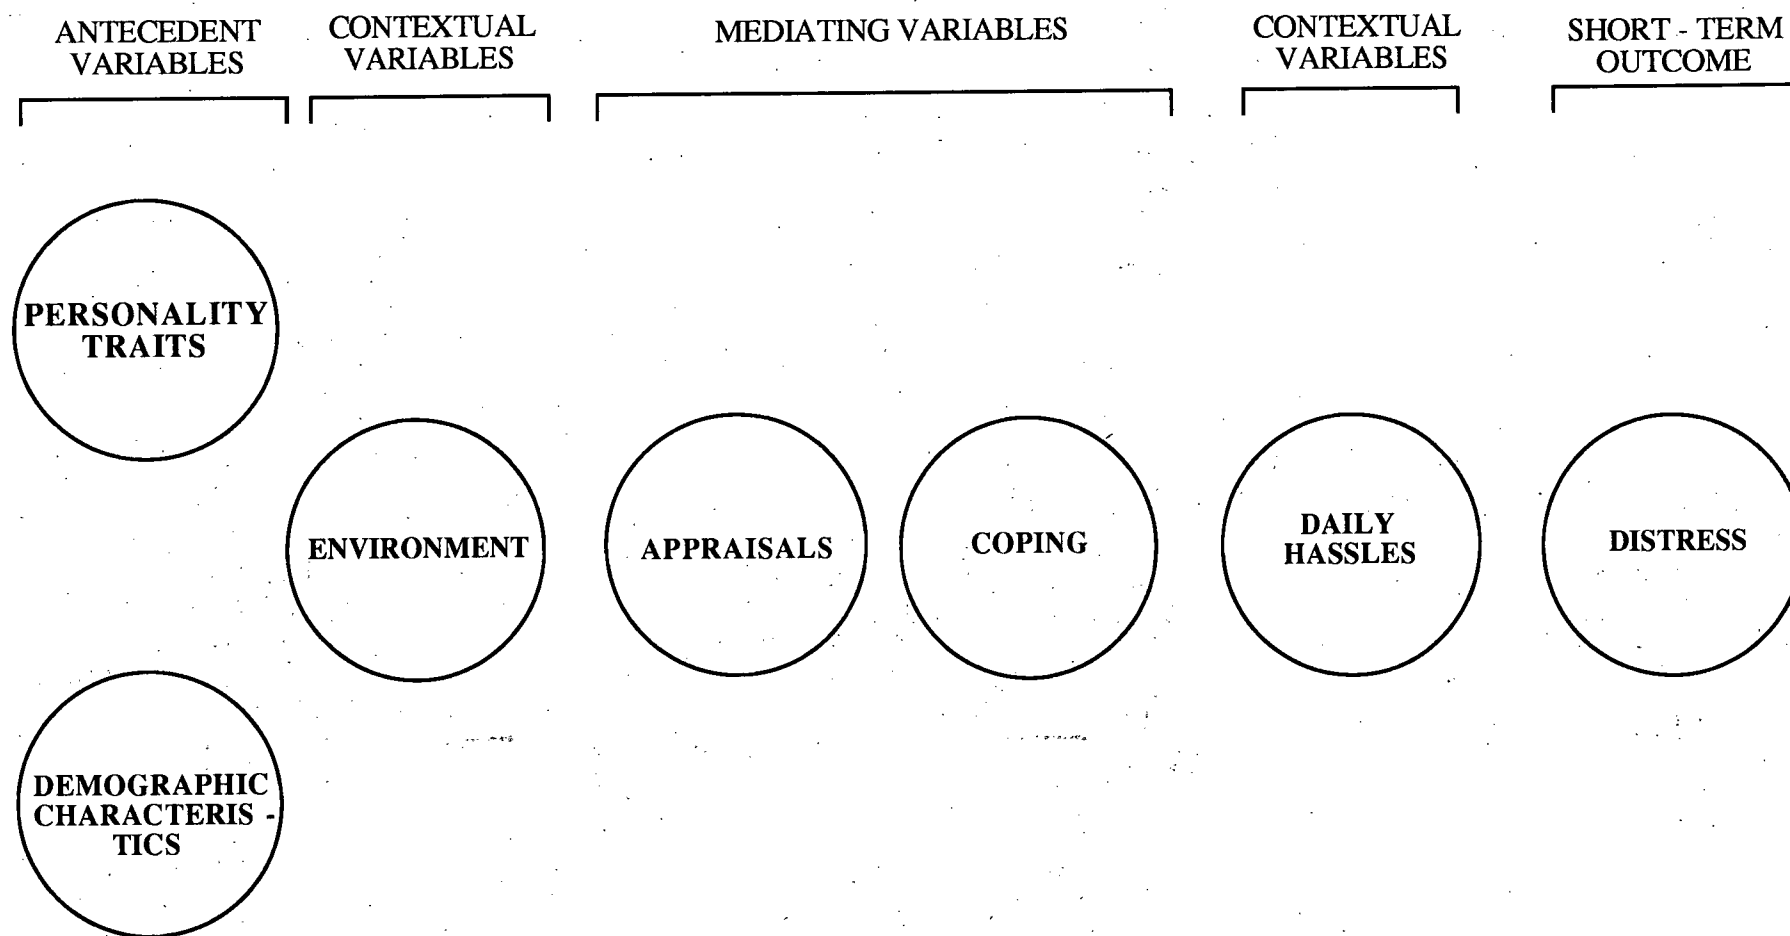 ANTECEDENT
VARIABLES
CONTEXTUAL
VARIABLES
MEDIATING VARIABLES
CONTEXTUAL
VARIABLES
SHORT - TERM
OUTCOME
PERSONALITY
TRAITS
ENVIRONMENT
APPRAISALS
COPING
DAILY
HASSLES
DISTRESS
DEMOGRAPHIC
CHARACTERIS -
TICS